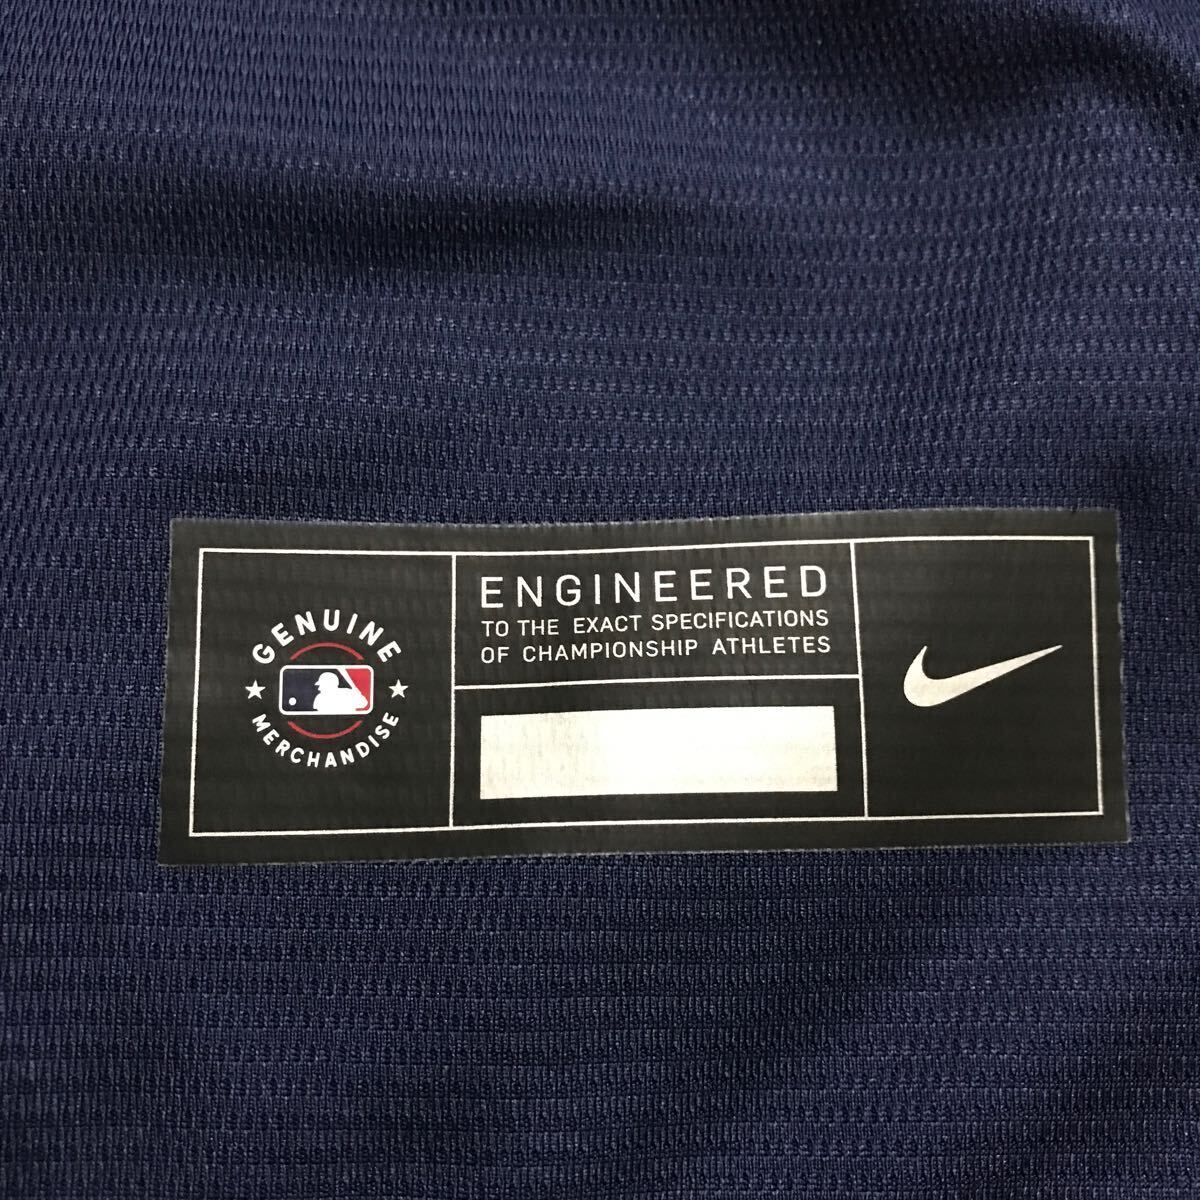 GENUINE
MERCHANDISE
ENGINEERED
TO THE EXACT SPECIFICATIONS
OF CHAMPIONSHIP ATHLETES